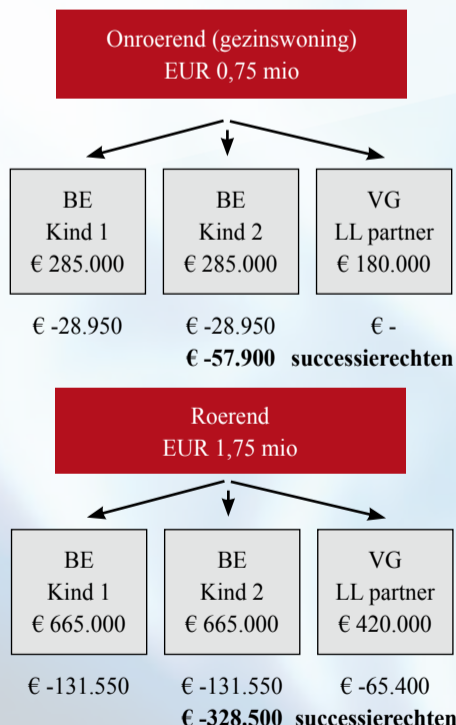 Onroerend (gezinswoning)
EUR 0,75 mio
BE
Kind 1
€ 285.000
BE
Kind 2
€ 285.000
VG
LL partner
€ 180.000
€ -28.950
€ -28.950
€ -
€ -57.900 successierechten
Roerend
EUR 1,75 mio
BE
Kind 1
€ 665.000
BE
Kind 2
€ 665.000
VG
LL partner
€ 420.000
€ -131.550
€ -131.550
€ -65.400
€ -328.500 successierechten